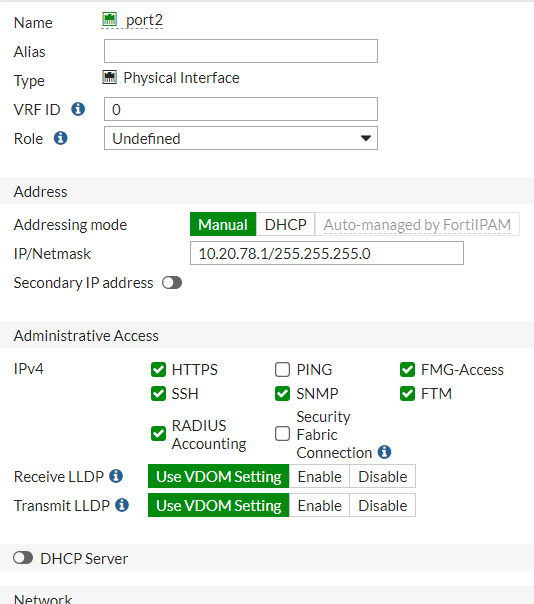 Name port2
Alias
Type Physical Interface
VRF ID 0
Role Undefined
Address
Addressing mode Manual DHCP Auto-managed by FortiIPAM
IP/Netmask 10.20.78.1/255.255.255.0
Secondary IP address
Administrative Access
IPv4 HTTPS PING FMG-Access
SSH SNMP FTM
RADIUS Accounting Security Fabric Connection
Receive LLDP Use VDOM Setting Enable Disable
Transmit LLDP Use VDOM Setting Enable Disable
DHCP Server
Network